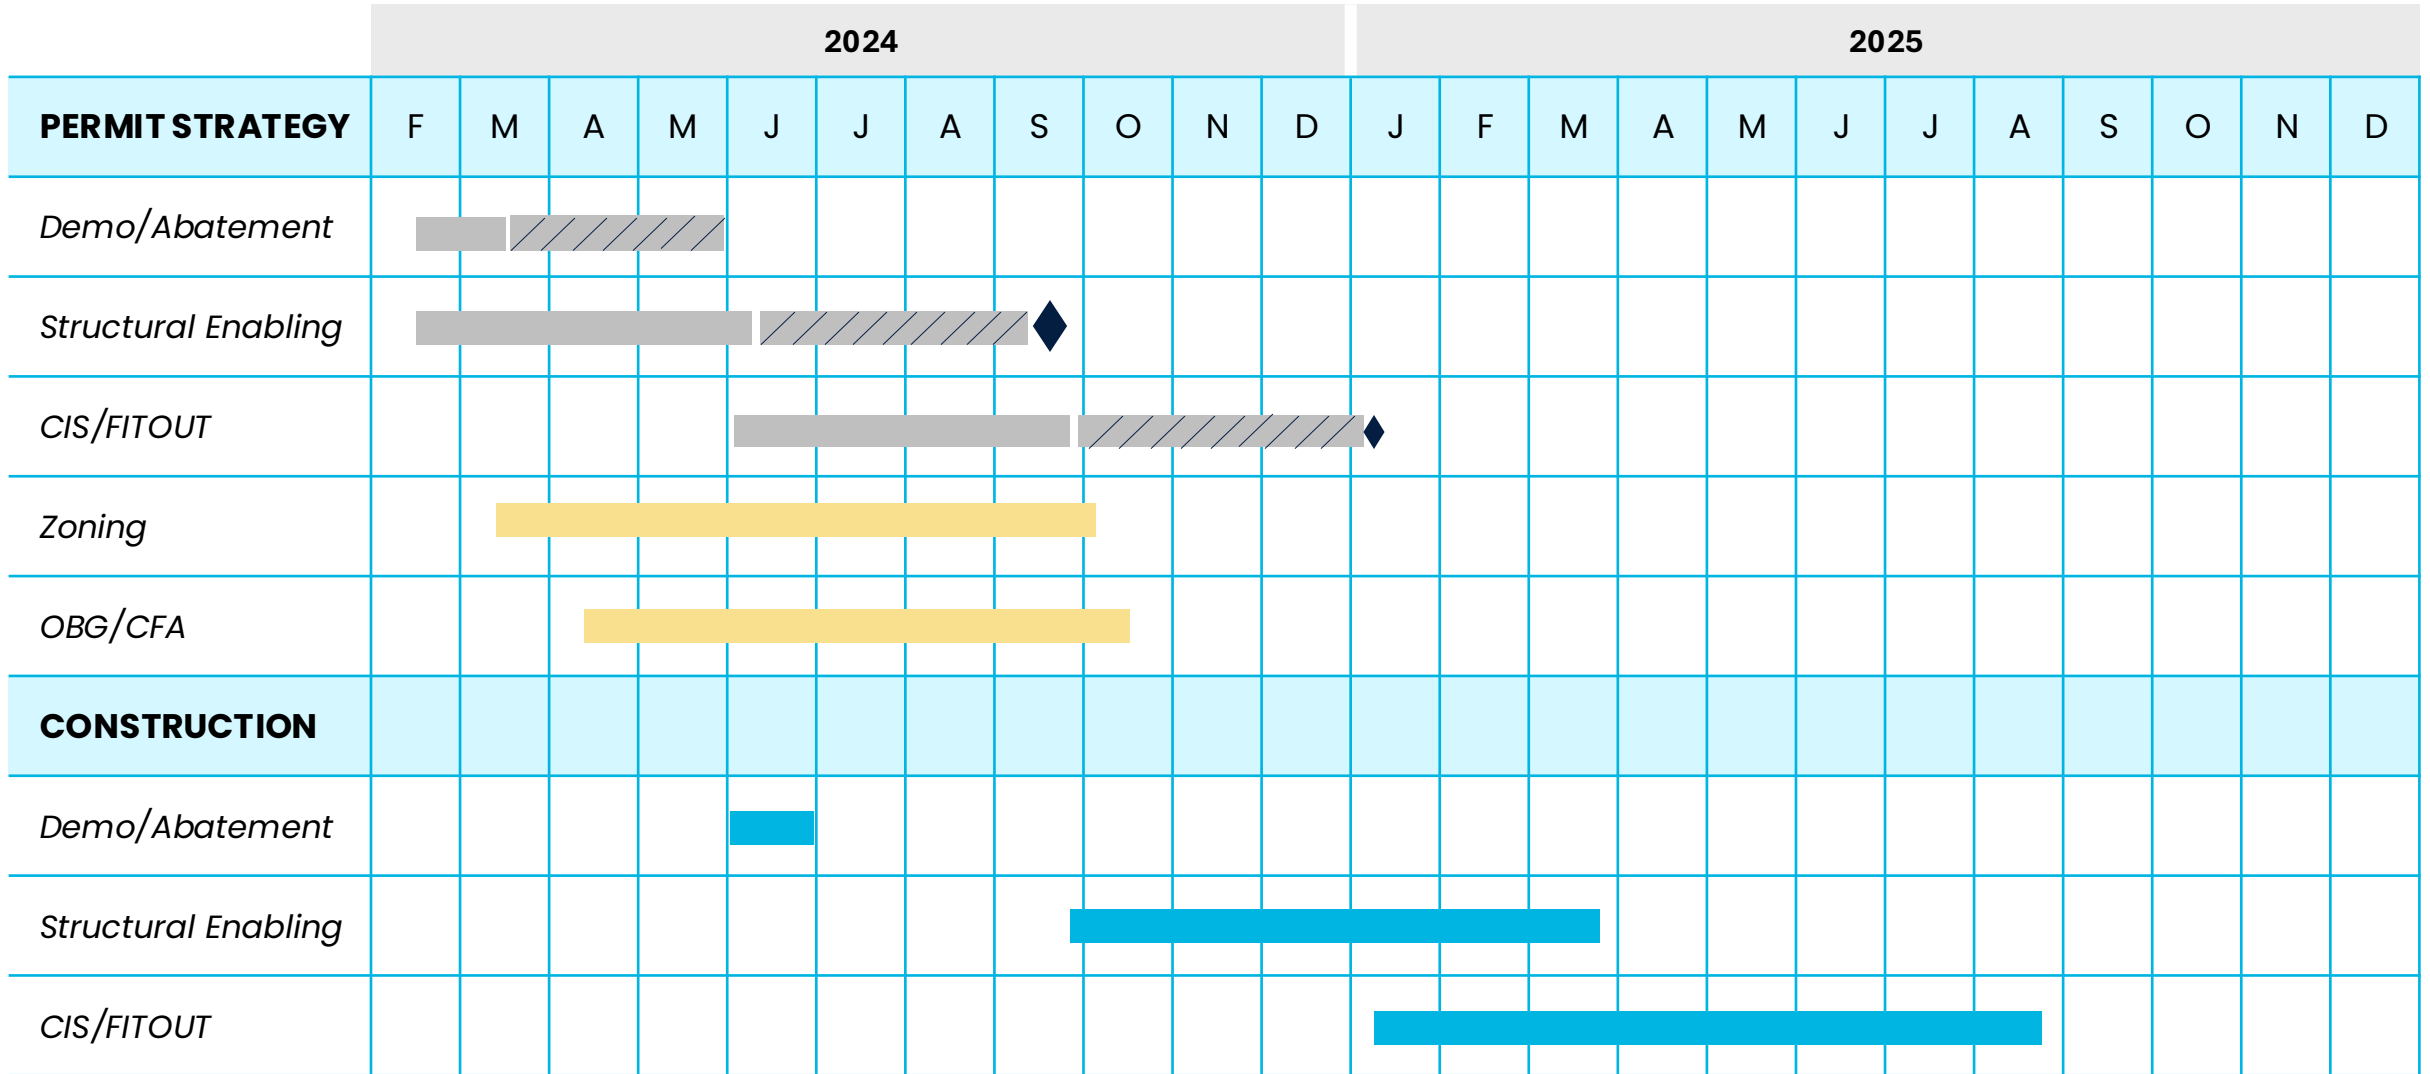 2024 2025
PERMIT STRATEGY F M A M J J A S O N D J F M A M J J A S O N D
Demo/Abatement
Structural Enabling
CIS/FITOUT
Zoning
OBG/CFA
CONSTRUCTION
Demo/Abatement
Structural Enabling
CIS/FITOUT